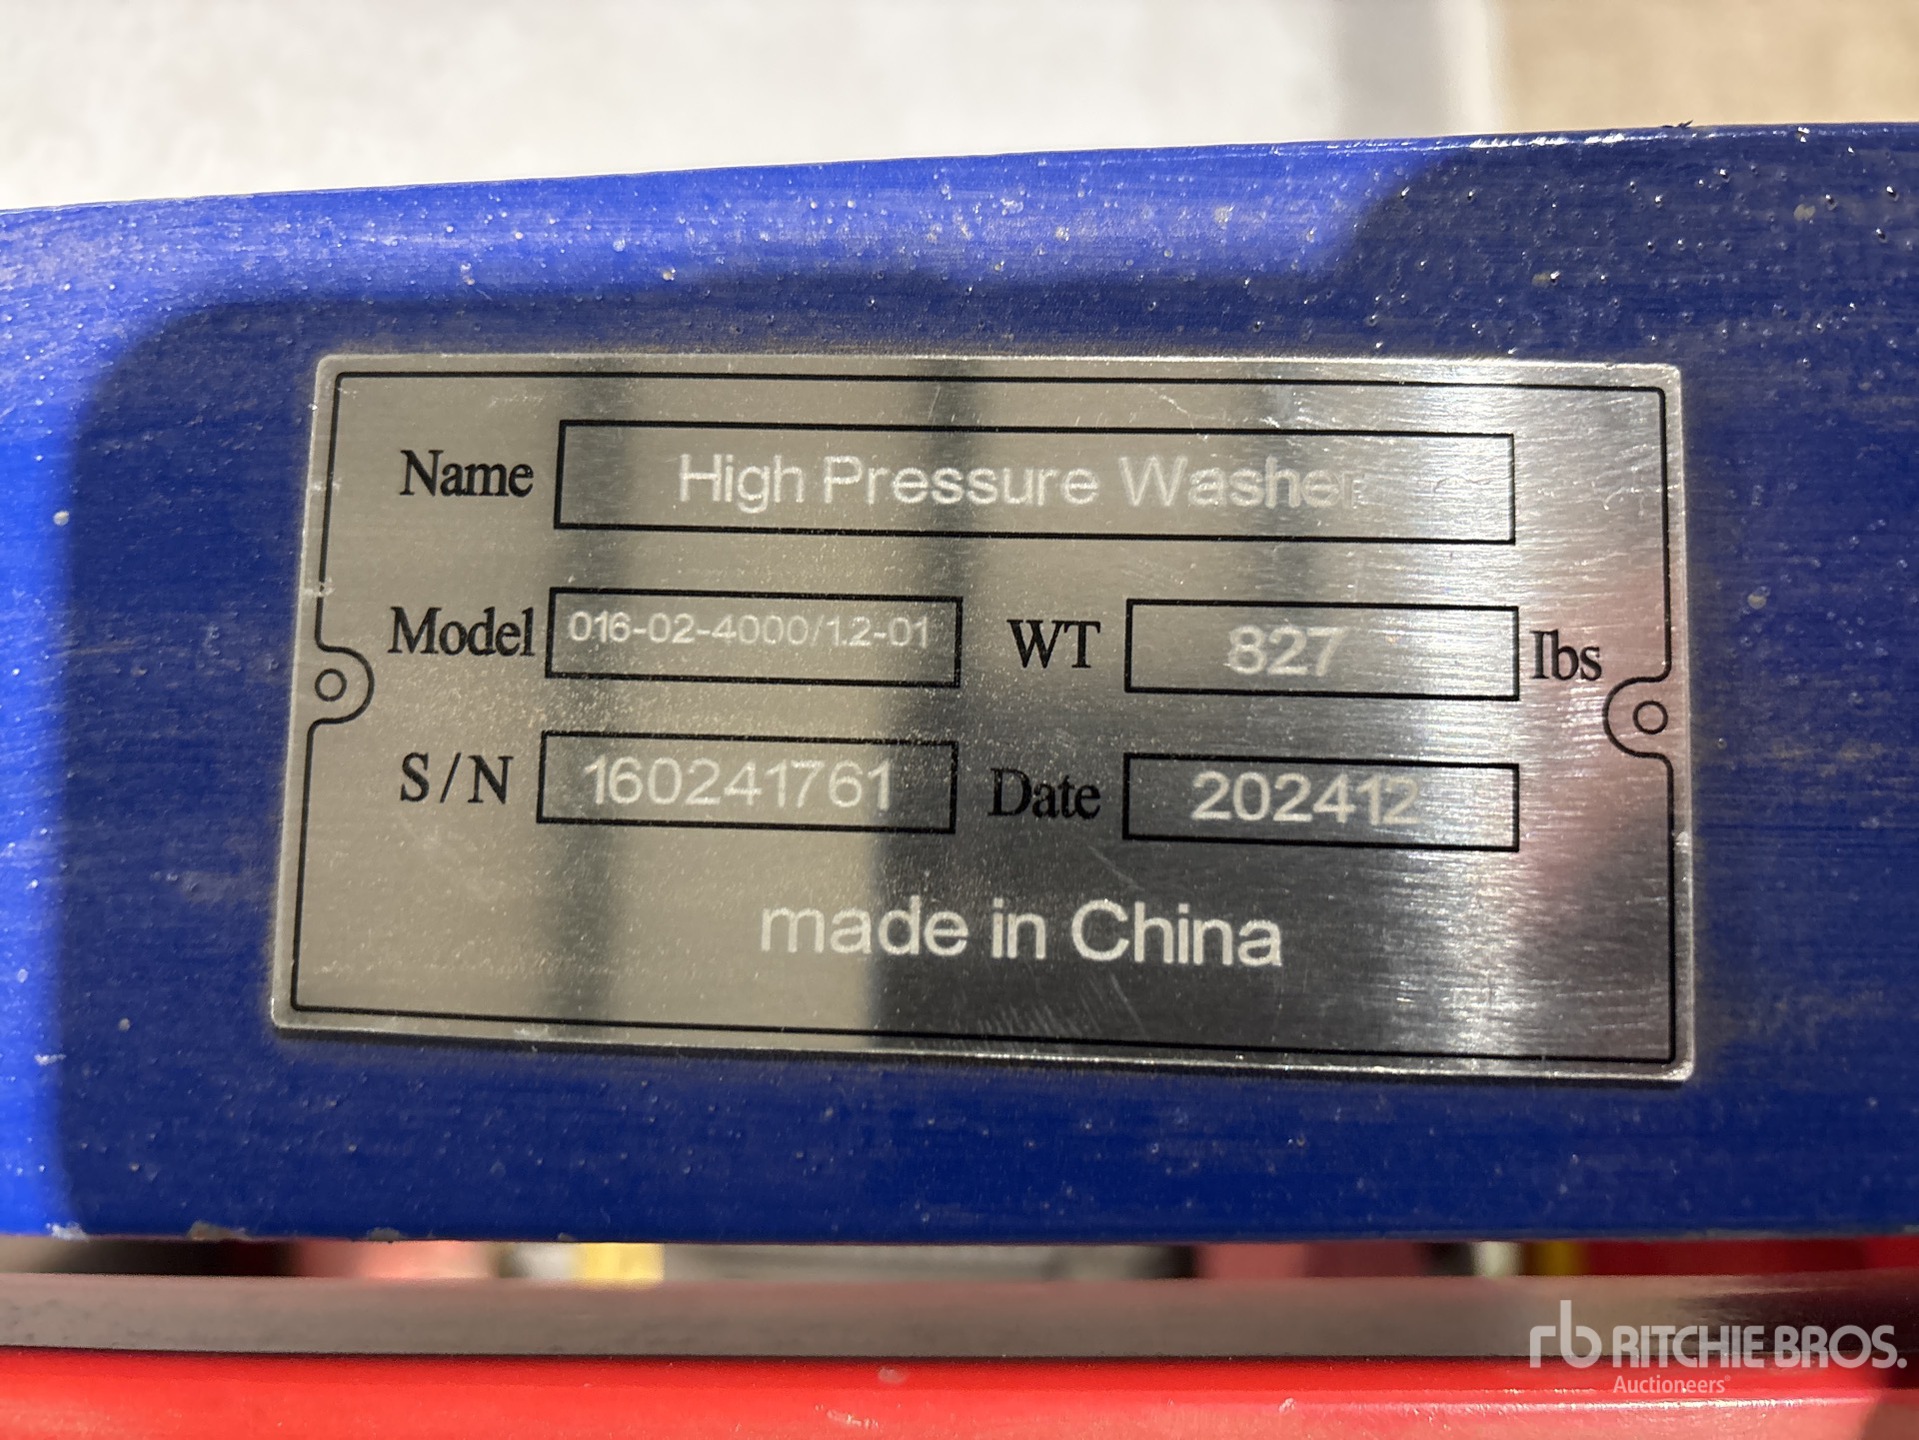 Name High Pressure Washer
Model 016-02-4000/1.2-01 WT 827 lbs
S/N 160241761 Date 202412
made in China
rb RITCHIE BROS.
Auctioneers®